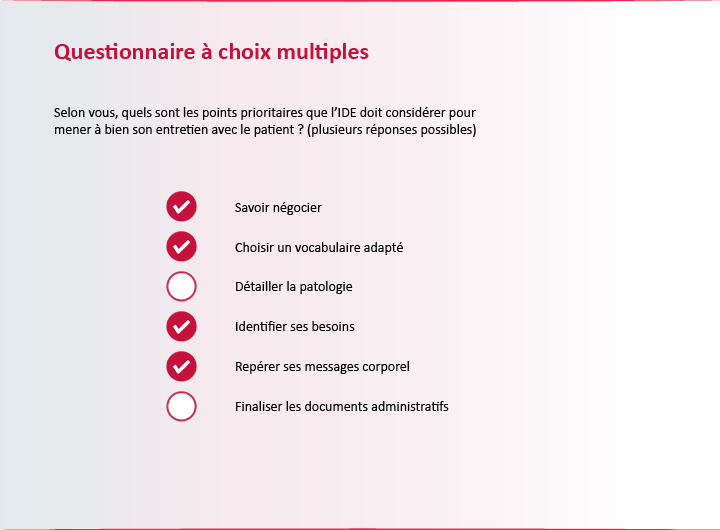 Questionnaire à choix multiples
Selon vous, quels sont les points prioritaires que l’IDE doit considérer pour
mener à bien son entretien avec le patient ? (plusieurs réponses possibles)
Savoir négocier
Choisir un vocabulaire adapté
Détailler la patologie
Identifier ses besoins
Repérer ses messages corporel
Finaliser les documents administratifs